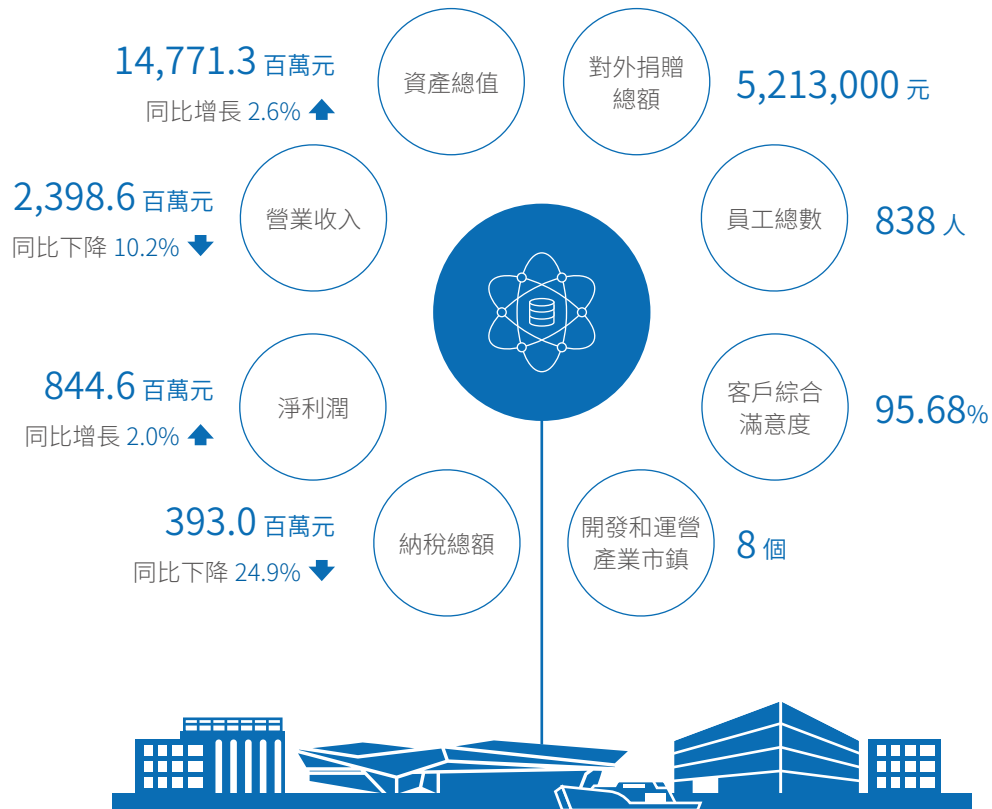 14,771.3 百萬元
同比增長 2.6%
資產總值
對外捐贈
總額
5,213,000 元
2,398.6 百萬元
同比下降 10.2%
營業收入
員工總數
838 人
844.6 百萬元
同比增長 2.0%
淨利潤
客戶綜合
滿意度
95.68%
393.0 百萬元
同比下降 24.9%
納稅總額
開發和運營
產業市鎮
8 個